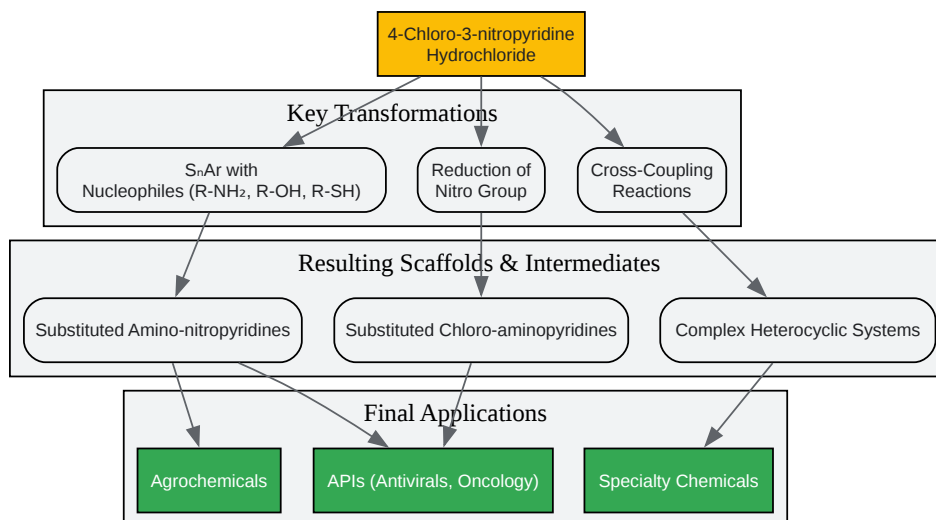 4-Chloro-3-nitropyridine
Hydrochloride
Key Transformations
SₙAr with
Nucleophiles (R-NH₂, R-OH, R-SH)
Reduction of
Nitro Group
Cross-Coupling
Reactions
Resulting Scaffolds & Intermediates
Substituted Amino-nitropyridines
Substituted Chloro-aminopyridines
Complex Heterocyclic Systems
Final Applications
Agrochemicals
APIs (Antivirals, Oncology)
Specialty Chemicals